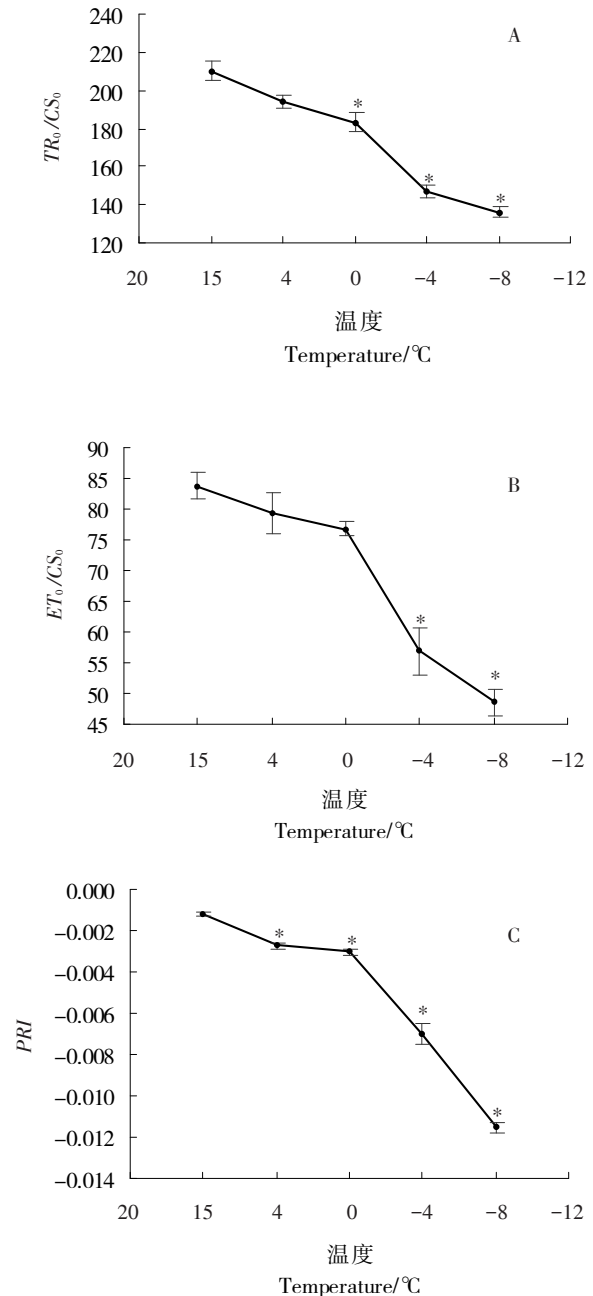 A
240
220
200
180
160
140
120
TR₀/CS₀
* * *
20 15 4 0 −4 −8 −12
温度
Temperature/℃
B
90
85
80
75
70
65
60
55
50
45
ET₀/CS₀
* *
20 15 4 0 −4 −8 −12
温度
Temperature/℃
C
0.000
−0.002
−0.004
−0.006
−0.008
−0.010
−0.012
−0.014
PRI
* * * *
20 15 4 0 −4 −8 −12
温度
Temperature/℃